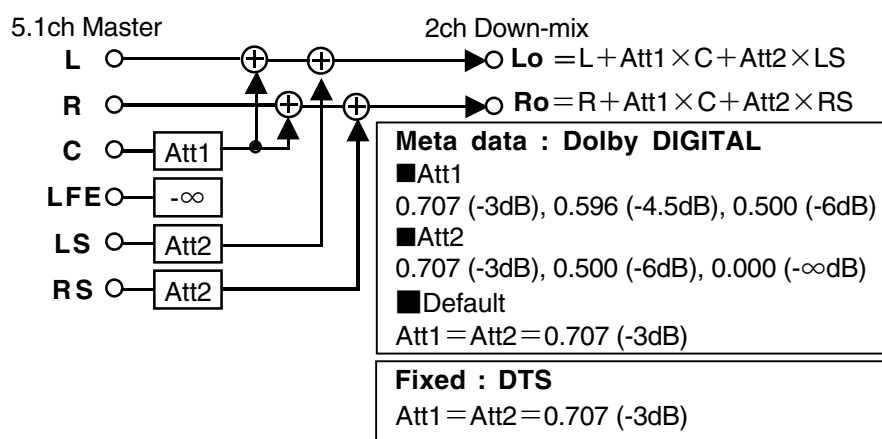 5.1ch Master
2ch Down-mix
L
Lo =L+Att1×C+Att2×LS
R
Ro=R+Att1×C+Att2×RS
C
Att1
LFE
-∞
LS
Att2
RS
Att2
Meta data : Dolby DIGITAL
■Att1
0.707 (-3dB), 0.596 (-4.5dB), 0.500 (-6dB)
■Att2
0.707 (-3dB), 0.500 (-6dB), 0.000 (-∞dB)
■Default
Att1=Att2=0.707 (-3dB)
Fixed : DTS
Att1=Att2=0.707 (-3dB)